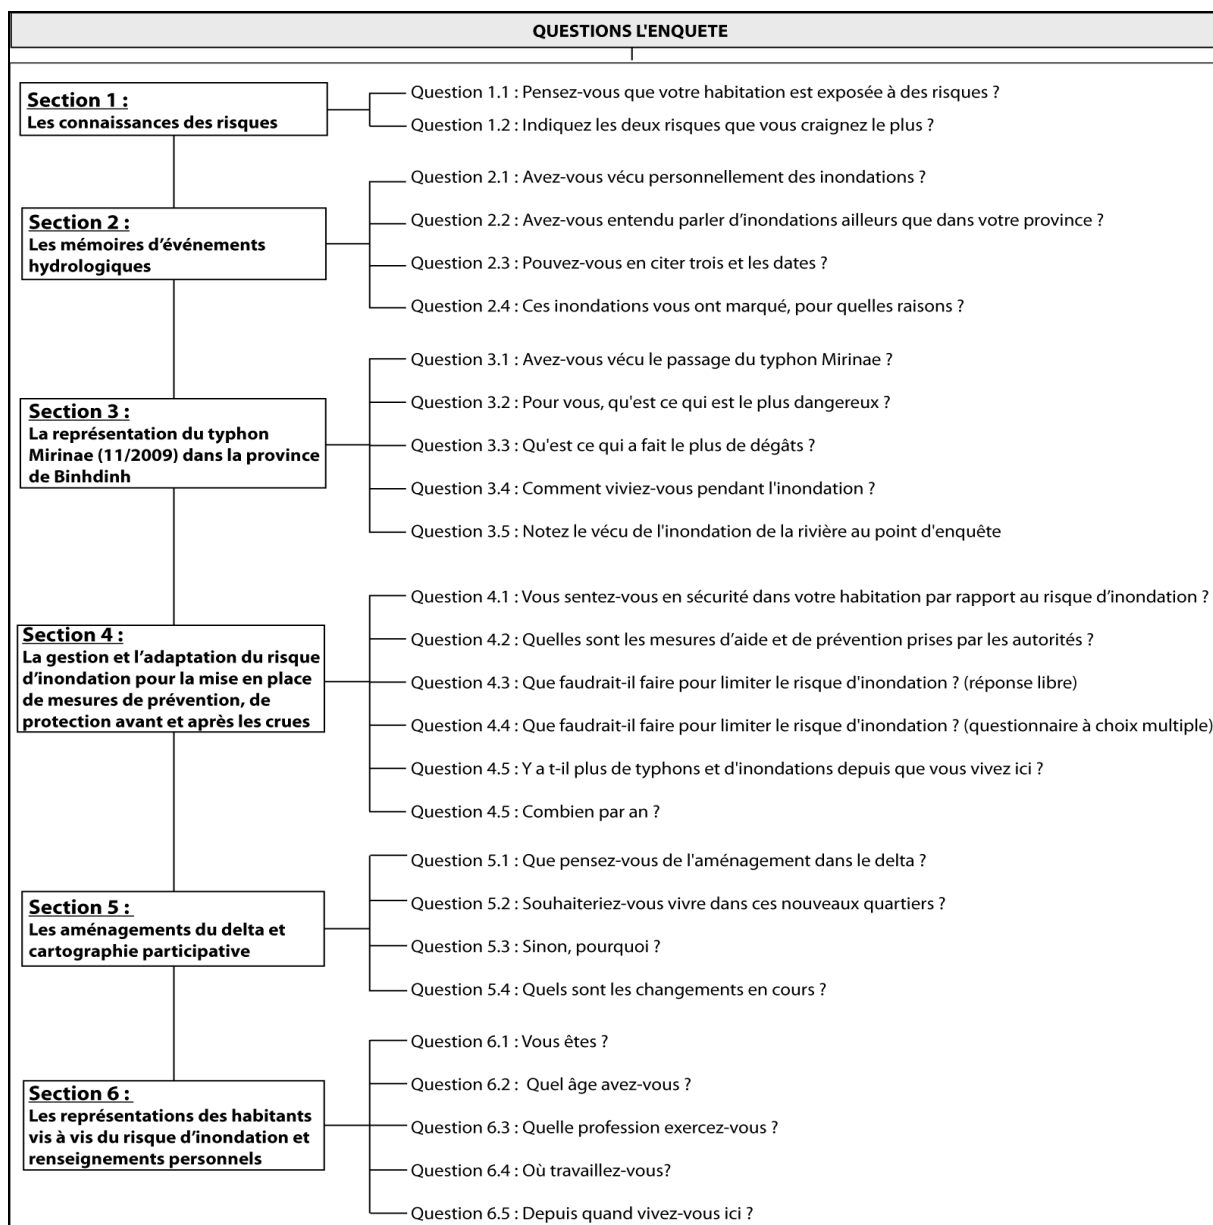 QUESTIONS L'ENQUETE
Section 1 :
Les connaissances des risques
Question 1.1 : Pensez-vous que votre habitation est exposée à des risques ?
Question 1.2 : Indiquez les deux risques que vous craignez le plus ?
Section 2 :
Les mémoires d'événements
hydrologiques
Question 2.1 : Avez-vous vécu personnellement des inondations ?
Question 2.2 : Avez-vous entendu parler d'inondations ailleurs que dans votre province ?
Question 2.3 : Pouvez-vous en citer trois et les dates ?
Question 2.4 : Ces inondations vous ont marqué, pour quelles raisons ?
Section 3 :
La représentation du typhon
Mirinae (11/2009) dans la province
de Binhdinh
Question 3.1 : Avez-vous vécu le passage du typhon Mirinae ?
Question 3.2 : Pour vous, qu'est ce qui est le plus dangereux ?
Question 3.3 : Qu'est ce qui a fait le plus de dégâts ?
Question 3.4 : Comment viviez-vous pendant l'inondation ?
Question 3.5 : Notez le vécu de l'inondation de la rivière au point d'enquête
Section 4 :
La gestion et l'adaptation du risque
d'inondation pour la mise en place
de mesures de prévention, de
protection avant et après les crues
Question 4.1 : Vous sentez-vous en sécurité dans votre habitation par rapport au risque d'inondation ?
Question 4.2 : Quelles sont les mesures d'aide et de prévention prises par les autorités ?
Question 4.3 : Que faudrait-il faire pour limiter le risque d'inondation ? (réponse libre)
Question 4.4 : Que faudrait-il faire pour limiter le risque d'inondation ? (questionnaire à choix multiple)
Question 4.5 : Y a t-il plus de typhons et d'inondations depuis que vous vivez ici ?
Question 4.5 : Combien par an ?
Section 5 :
Les aménagements du delta et
cartographie participative
Question 5.1 : Que pensez-vous de l'aménagement dans le delta ?
Question 5.2 : Souhaiteriez-vous vivre dans ces nouveaux quartiers ?
Question 5.3 : Sinon, pourquoi ?
Question 5.4 : Quels sont les changements en cours ?
Section 6 :
Les représentations des habitants
vis à vis du risque d'inondation et
renseignements personnels
Question 6.1 : Vous êtes ?
Question 6.2 : Quel âge avez-vous ?
Question 6.3 : Quelle profession exercez-vous ?
Question 6.4 : Où travaillez-vous?
Question 6.5 : Depuis quand vivez-vous ici ?